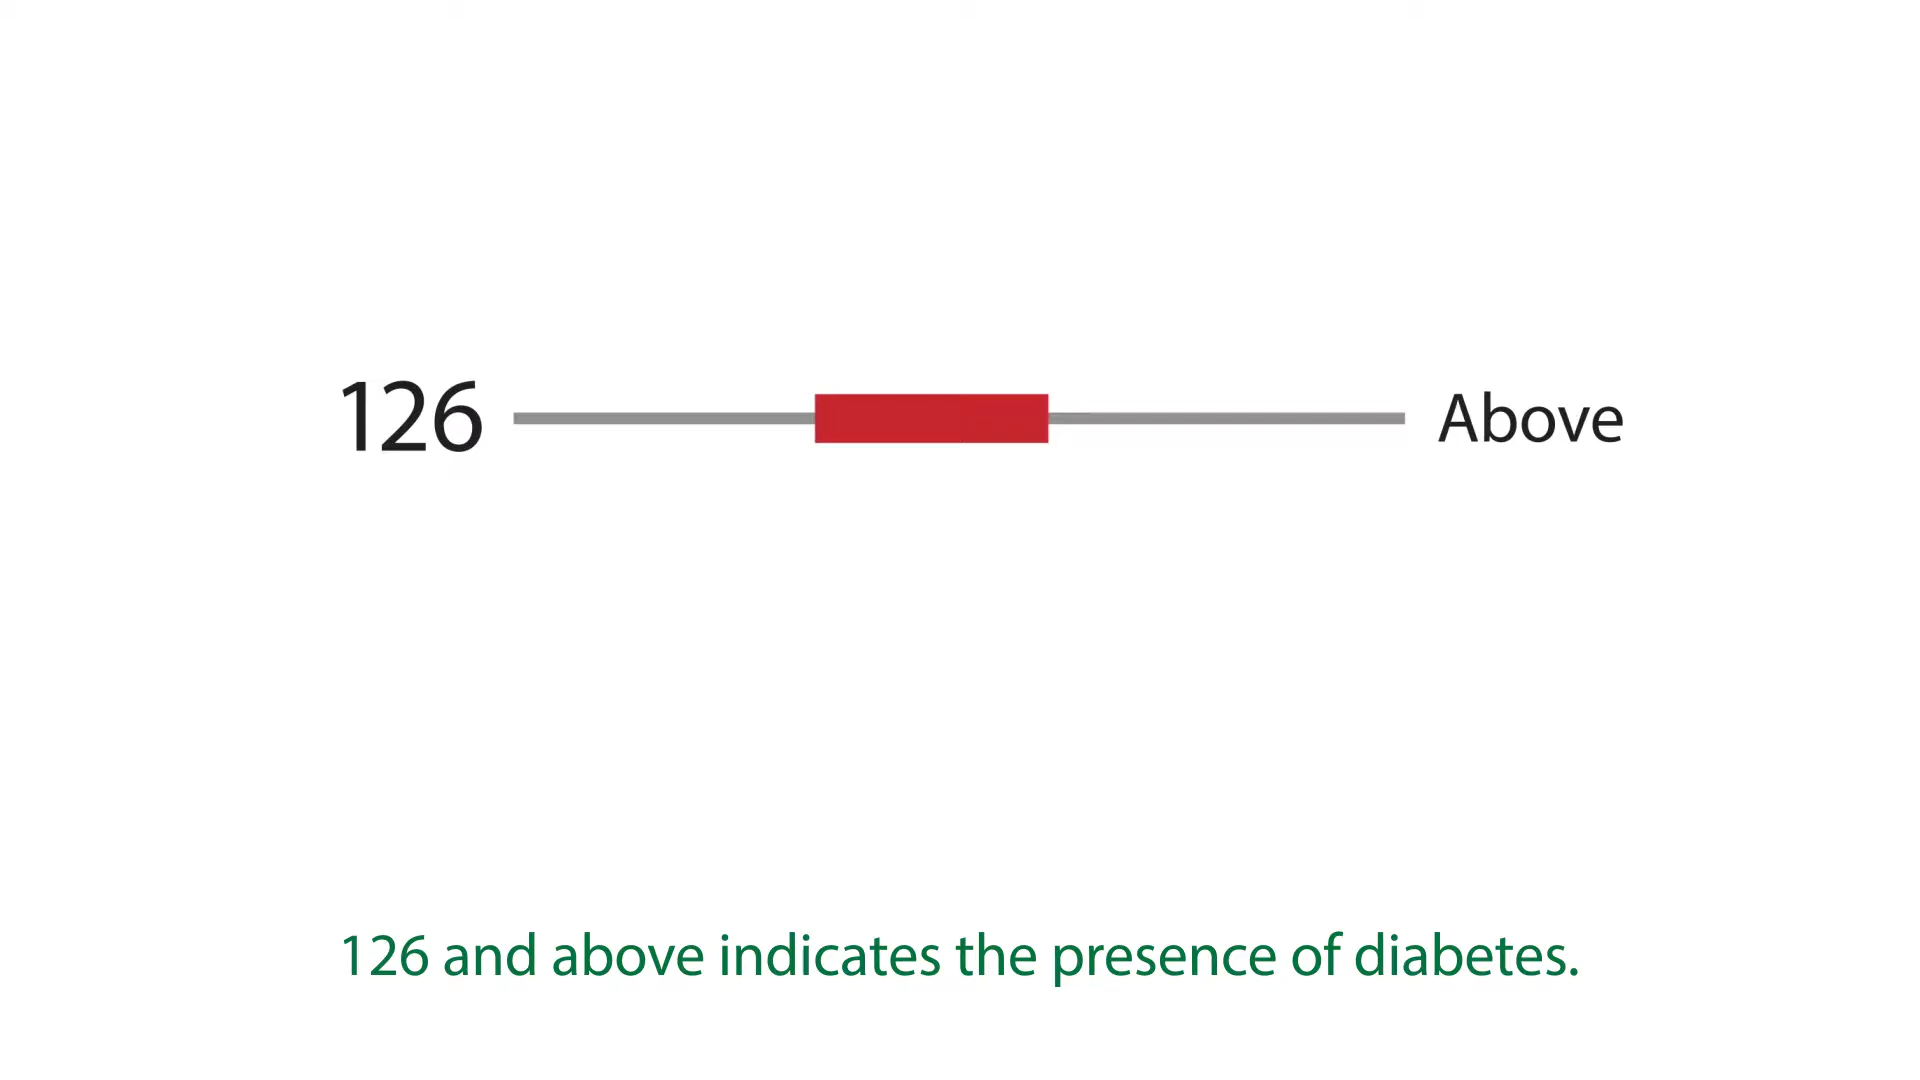 126 Above
126 and above indicates the presence of diabetes.